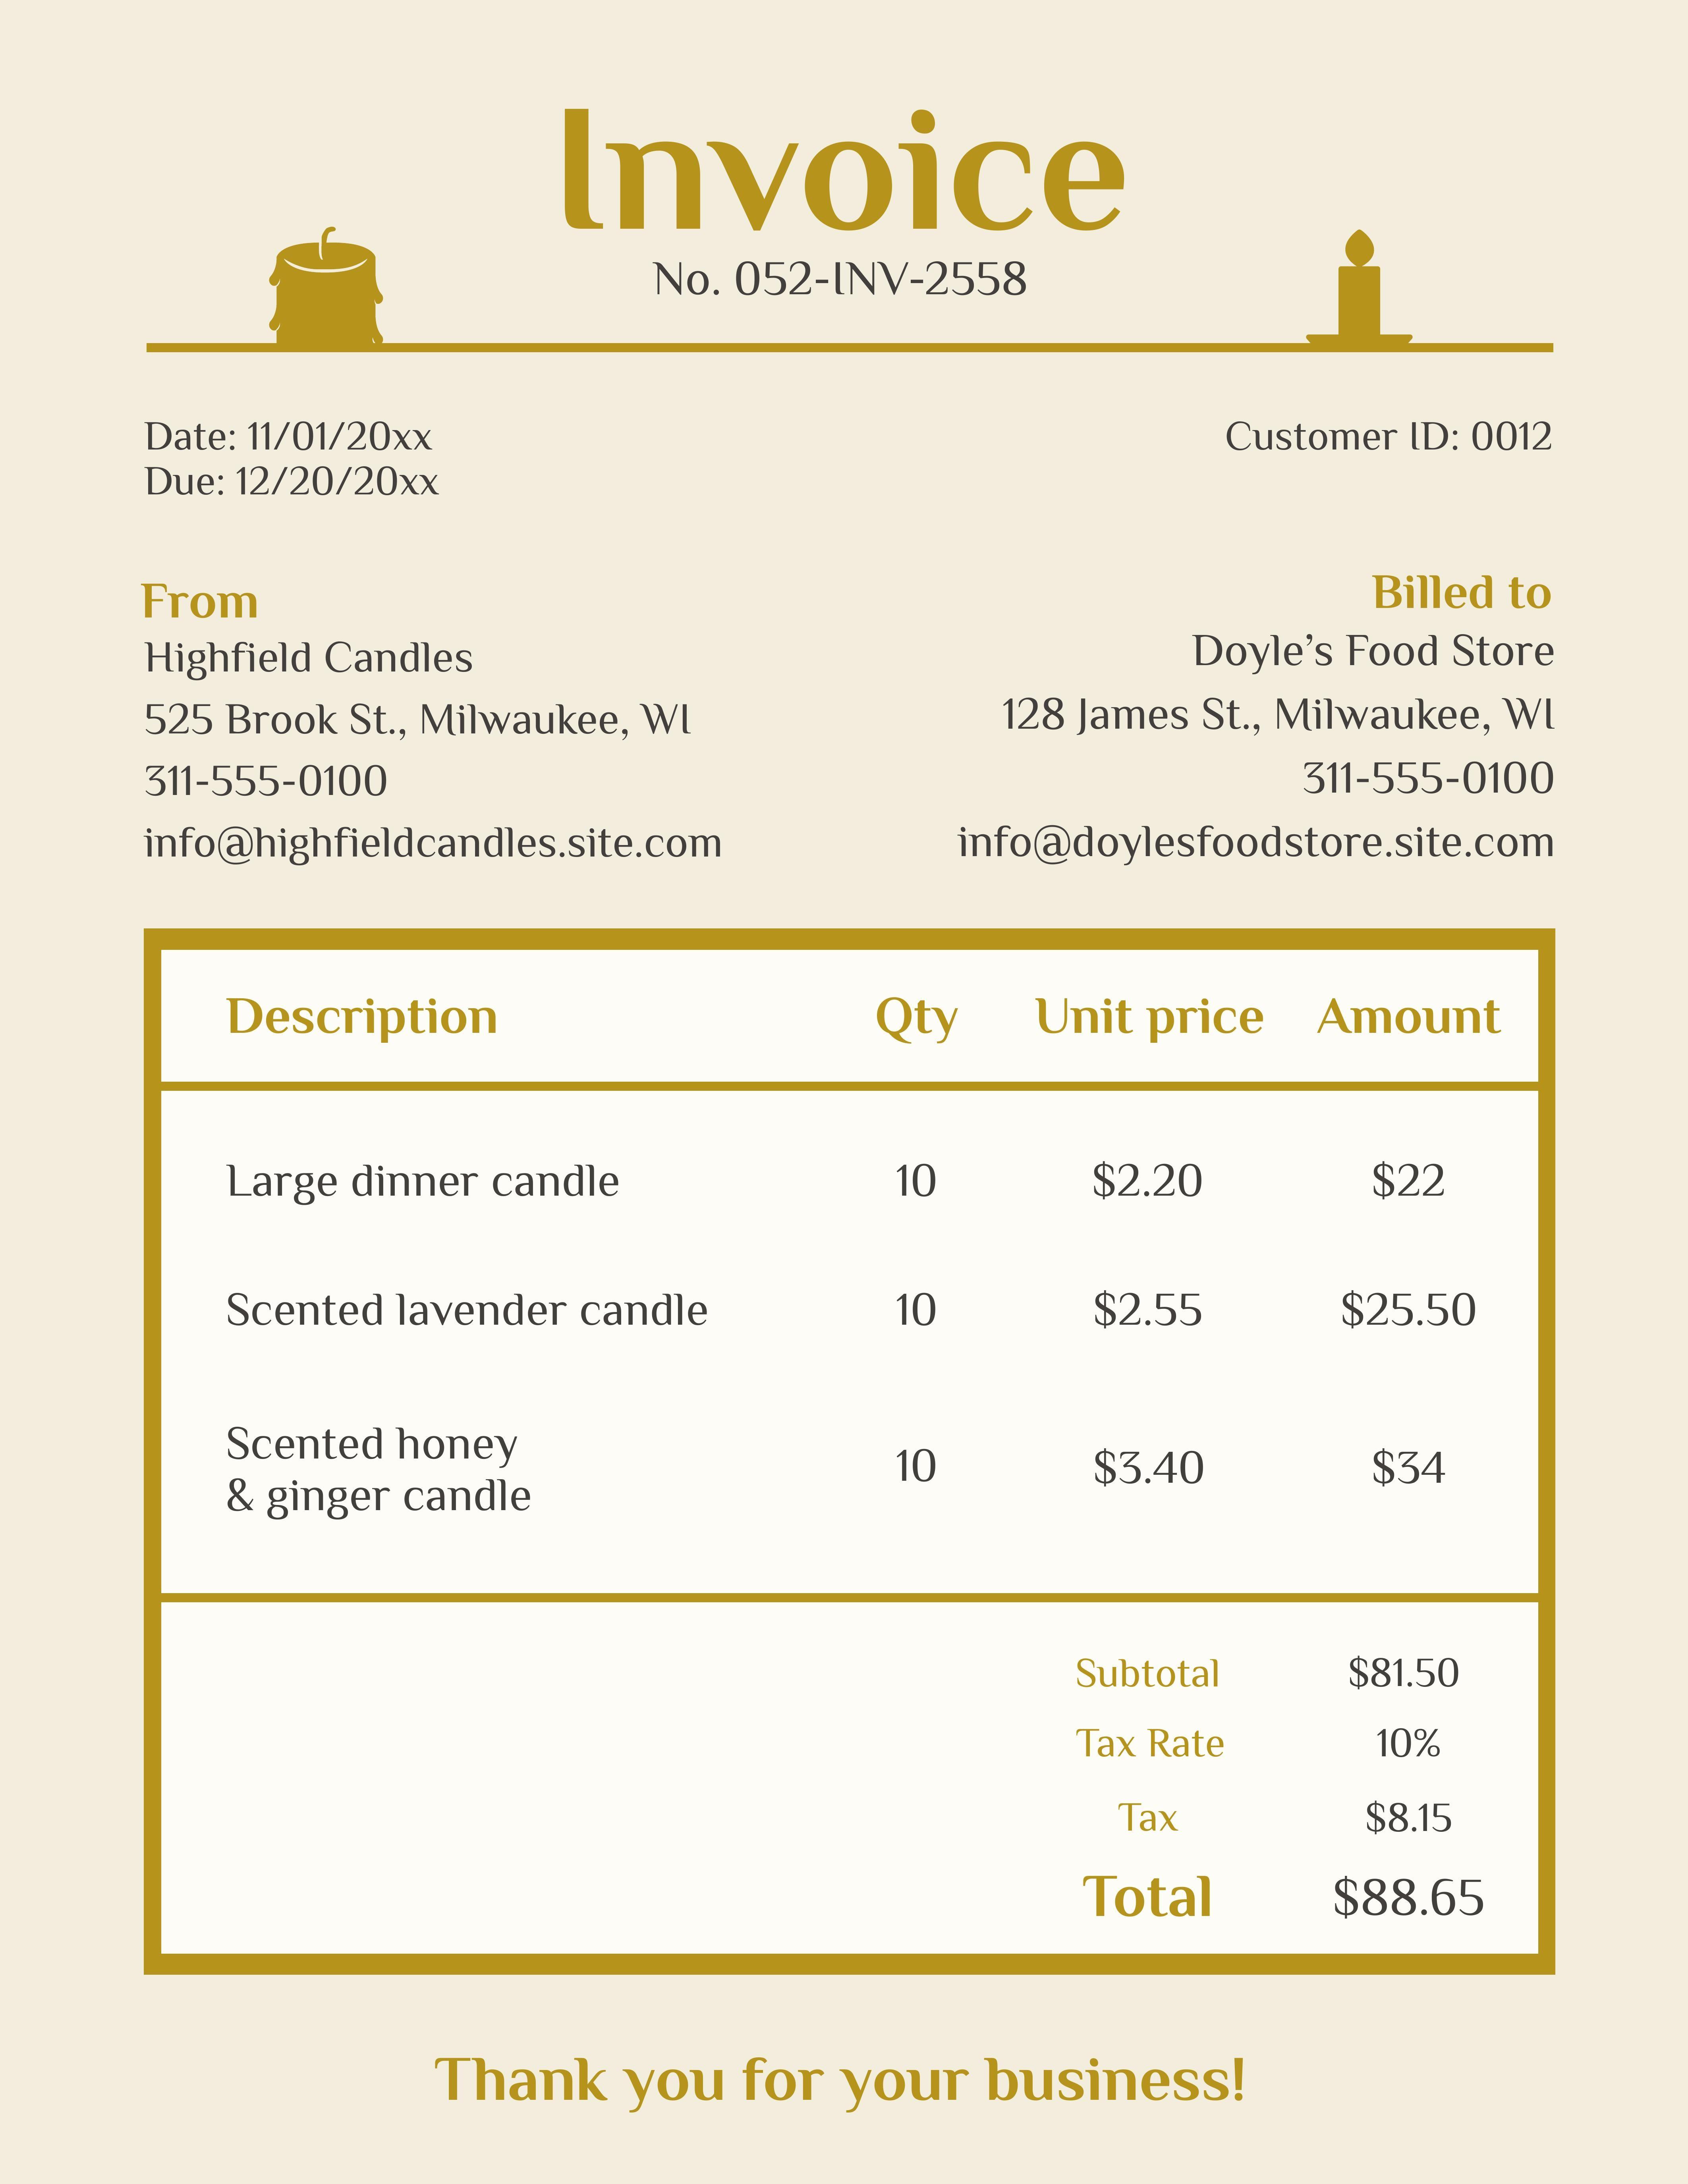 Invoice
No. 052-INV-2558
Date: 11/01/20xx
Due: 12/20/20xx
Customer ID: 0012
From
Highfield Candles
525 Brook St., Milwaukee, WI
311-555-0100
info@highfieldcandles.site.com
Billed to
Doyle’s Food Store
128 James St., Milwaukee, WI
311-555-0100
info@doylesfoodstore.site.com
Description Qty Unit price Amount
Large dinner candle 10 $2.20 $22
Scented lavender candle 10 $2.55 $25.50
Scented honey
& ginger candle 10 $3.40 $34
Subtotal $81.50
Tax Rate 10%
Tax $8.15
Total $88.65
Thank you for your business!